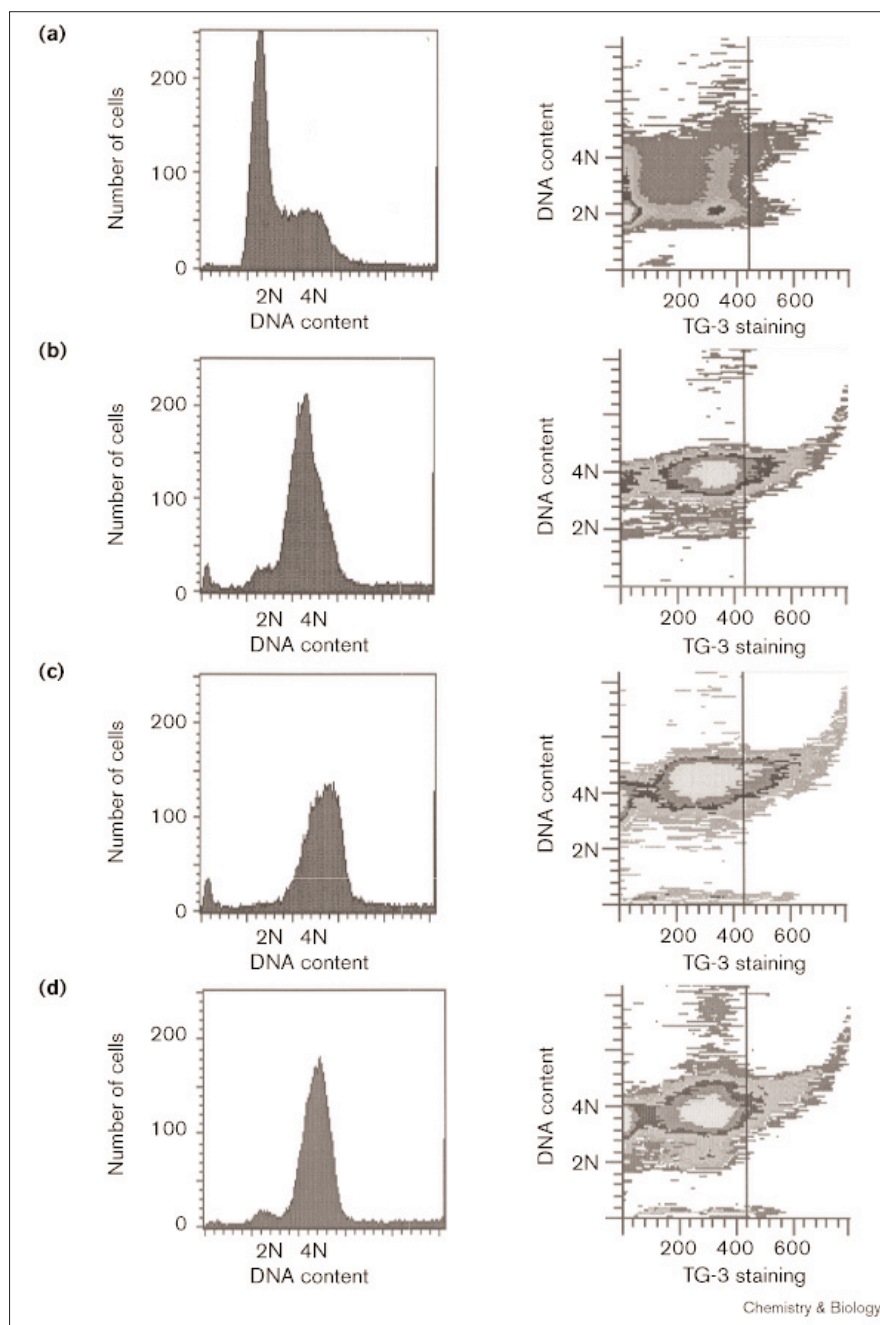 (a)
Number of cells
200
100
0
2N 4N
DNA content
DNA content
4N
2N
200 400 600
TG-3 staining
(b)
Number of cells
200
100
0
2N 4N
DNA content
DNA content
4N
2N
200 400 600
TG-3 staining
(c)
Number of cells
200
100
0
2N 4N
DNA content
DNA content
4N
2N
200 400 600
TG-3 staining
(d)
Number of cells
200
100
0
2N 4N
DNA content
DNA content
4N
2N
200 400 600
TG-3 staining
Chemistry & Biology